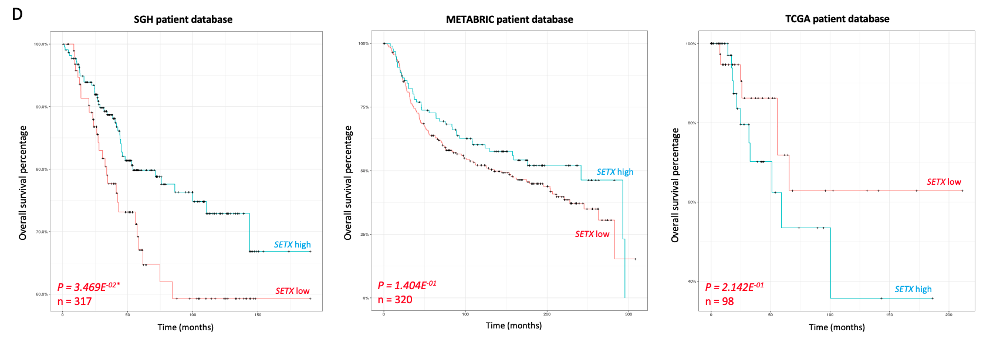 D
SGH patient database
100.0%
90.0%
80.0%
70.0%
60.0%
Overall survival percentage
SETX high
SETX low
P = 3.469E-02*
n = 317
0
50
100
150
Time (months)
METABRIC patient database
100%
75%
50%
25%
0%
Overall survival percentage
SETX high
SETX low
P = 1.404E-01
n = 320
0
100
200
300
Time (months)
TCGA patient database
100%
80%
60%
40%
Overall survival percentage
SETX low
SETX high
P = 2.142E-01
n = 98
0
50
100
150
200
Time (months)